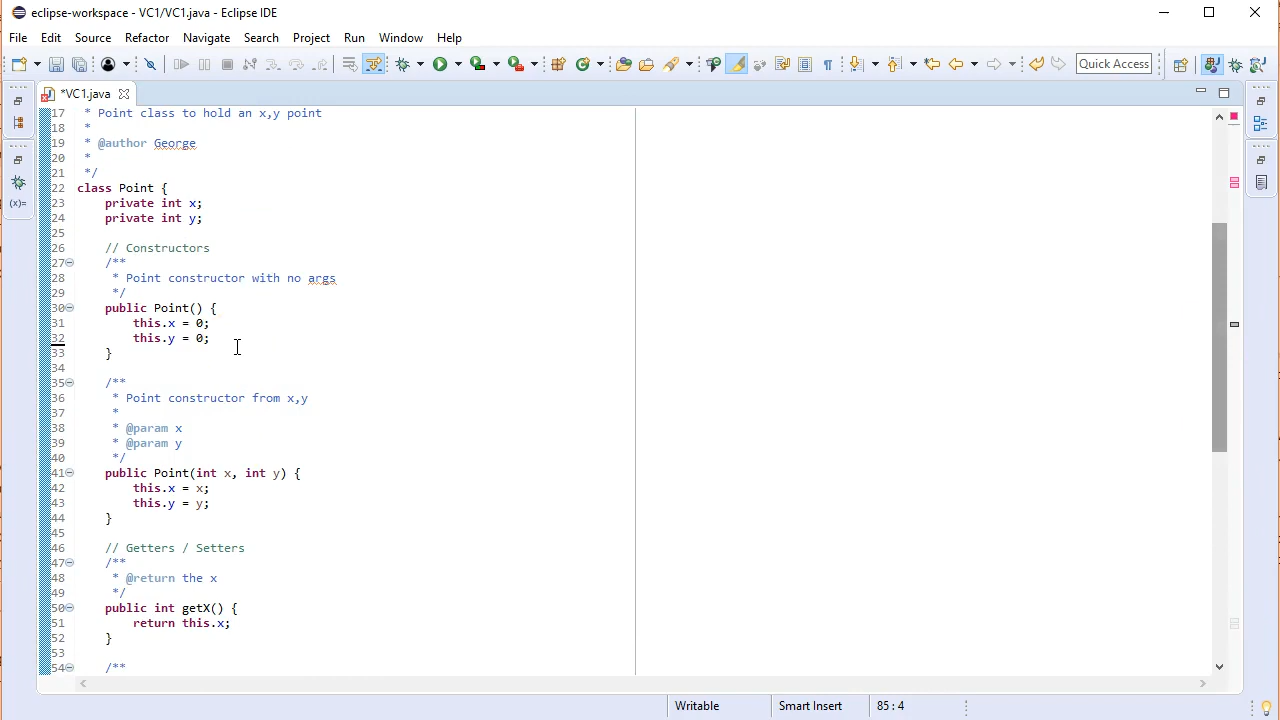 eclipse-workspace - VC1/VC1.java - Eclipse IDE
File Edit Source Refactor Navigate Search Project Run Window Help
Quick Access
*VC1.java
17 * Point class to hold an x,y point
18 *
19 * @author George
20 *
21 */
22 class Point {
23 private int x;
24 private int y;
25
26 // Constructors
27 /**
28 * Point constructor with no args
29 */
30 public Point() {
31 this.x = 0;
32 this.y = 0;
33 }
34
35 /**
36 * Point constructor from x,y
37 *
38 * @param x
39 * @param y
40 */
41 public Point(int x, int y) {
42 this.x = x;
43 this.y = y;
44 }
45
46 // Getters / Setters
47 /**
48 * @return the x
49 */
50 public int getX() {
51 return this.x;
52 }
53
54 /**
(x)=
Writable Smart Insert 85 : 4